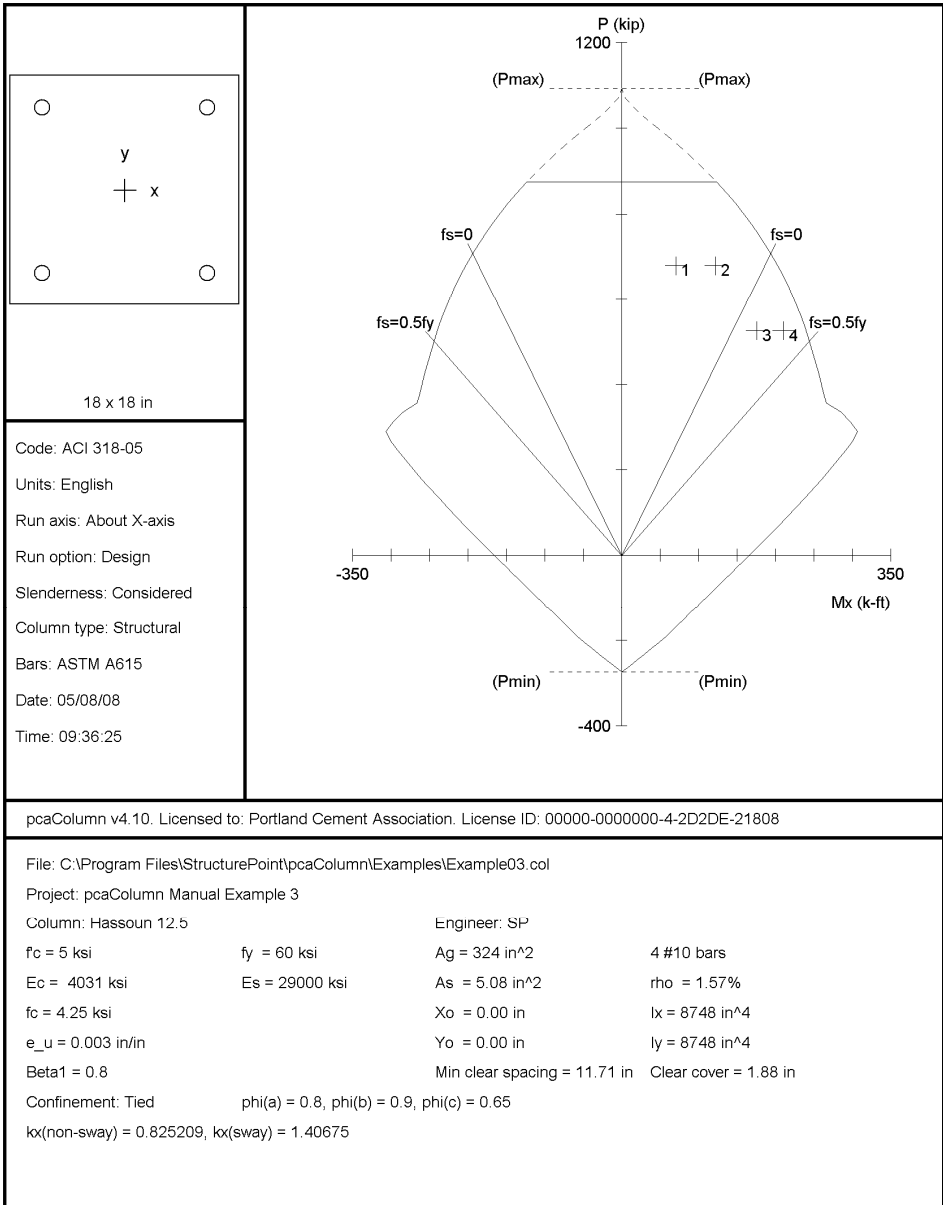 y
x
18 x 18 in
Code: ACI 318-05
Units: English
Run axis: About X-axis
Run option: Design
Slenderness: Considered
Column type: Structural
Bars: ASTM A615
Date: 05/08/08
Time: 09:36:25
P (kip)
1200
(Pmax) (Pmax)
fs=0 fs=0
1 2
fs=0.5fy fs=0.5fy
3 4
-350 350
Mx (k-ft)
(Pmin) (Pmin)
-400
pcaColumn v4.10. Licensed to: Portland Cement Association. License ID: 00000-0000000-4-2D2DE-21808
File: C:\Program Files\StructurePoint\pcaColumn\Examples\Example03.col
Project: pcaColumn Manual Example 3
Column: Hassoun 12.5 Engineer: SP
f'c = 5 ksi fy = 60 ksi Ag = 324 in^2 4 #10 bars
Ec = 4031 ksi Es = 29000 ksi As = 5.08 in^2 rho = 1.57%
fc = 4.25 ksi Xo = 0.00 in Ix = 8748 in^4
e_u = 0.003 in/in Yo = 0.00 in Iy = 8748 in^4
Beta1 = 0.8 Min clear spacing = 11.71 in Clear cover = 1.88 in
Confinement: Tied phi(a) = 0.8, phi(b) = 0.9, phi(c) = 0.65
kx(non-sway) = 0.825209, kx(sway) = 1.40675